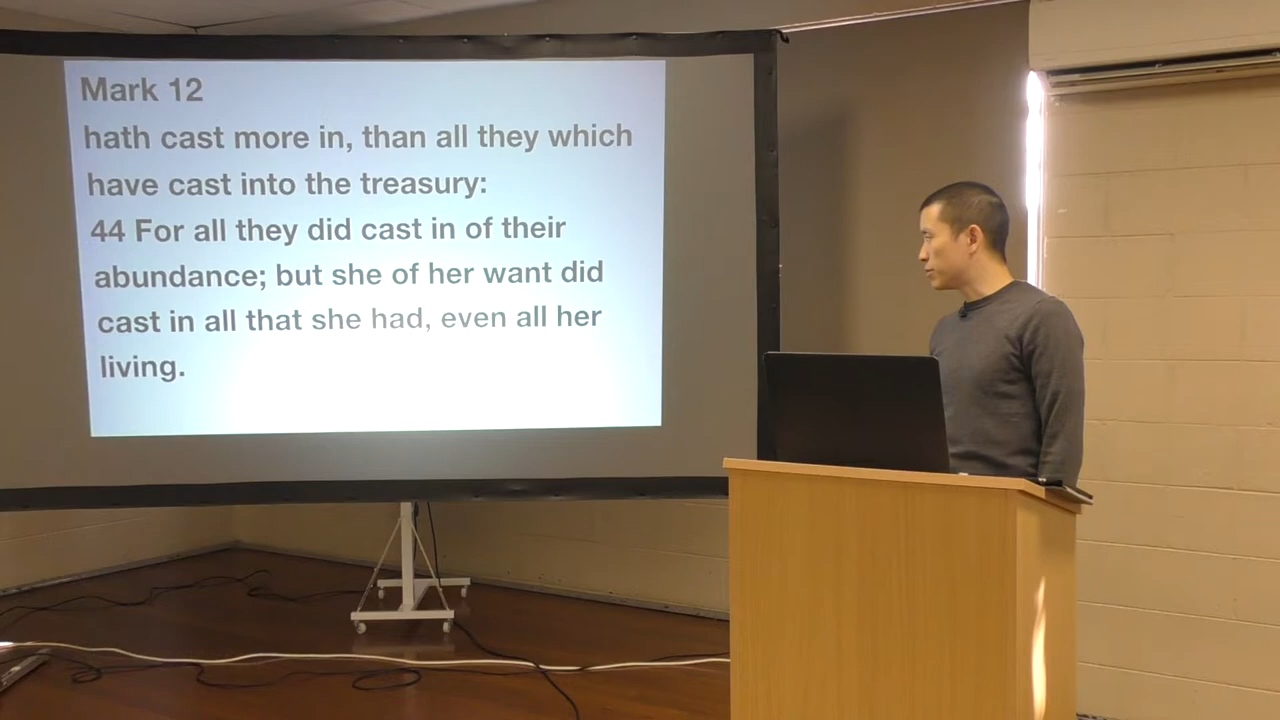 Mark 12
hath cast more in, than all they which
have cast into the treasury:
44 For all they did cast in of their
abundance; but she of her want did
cast in all that she had, even all her
living.